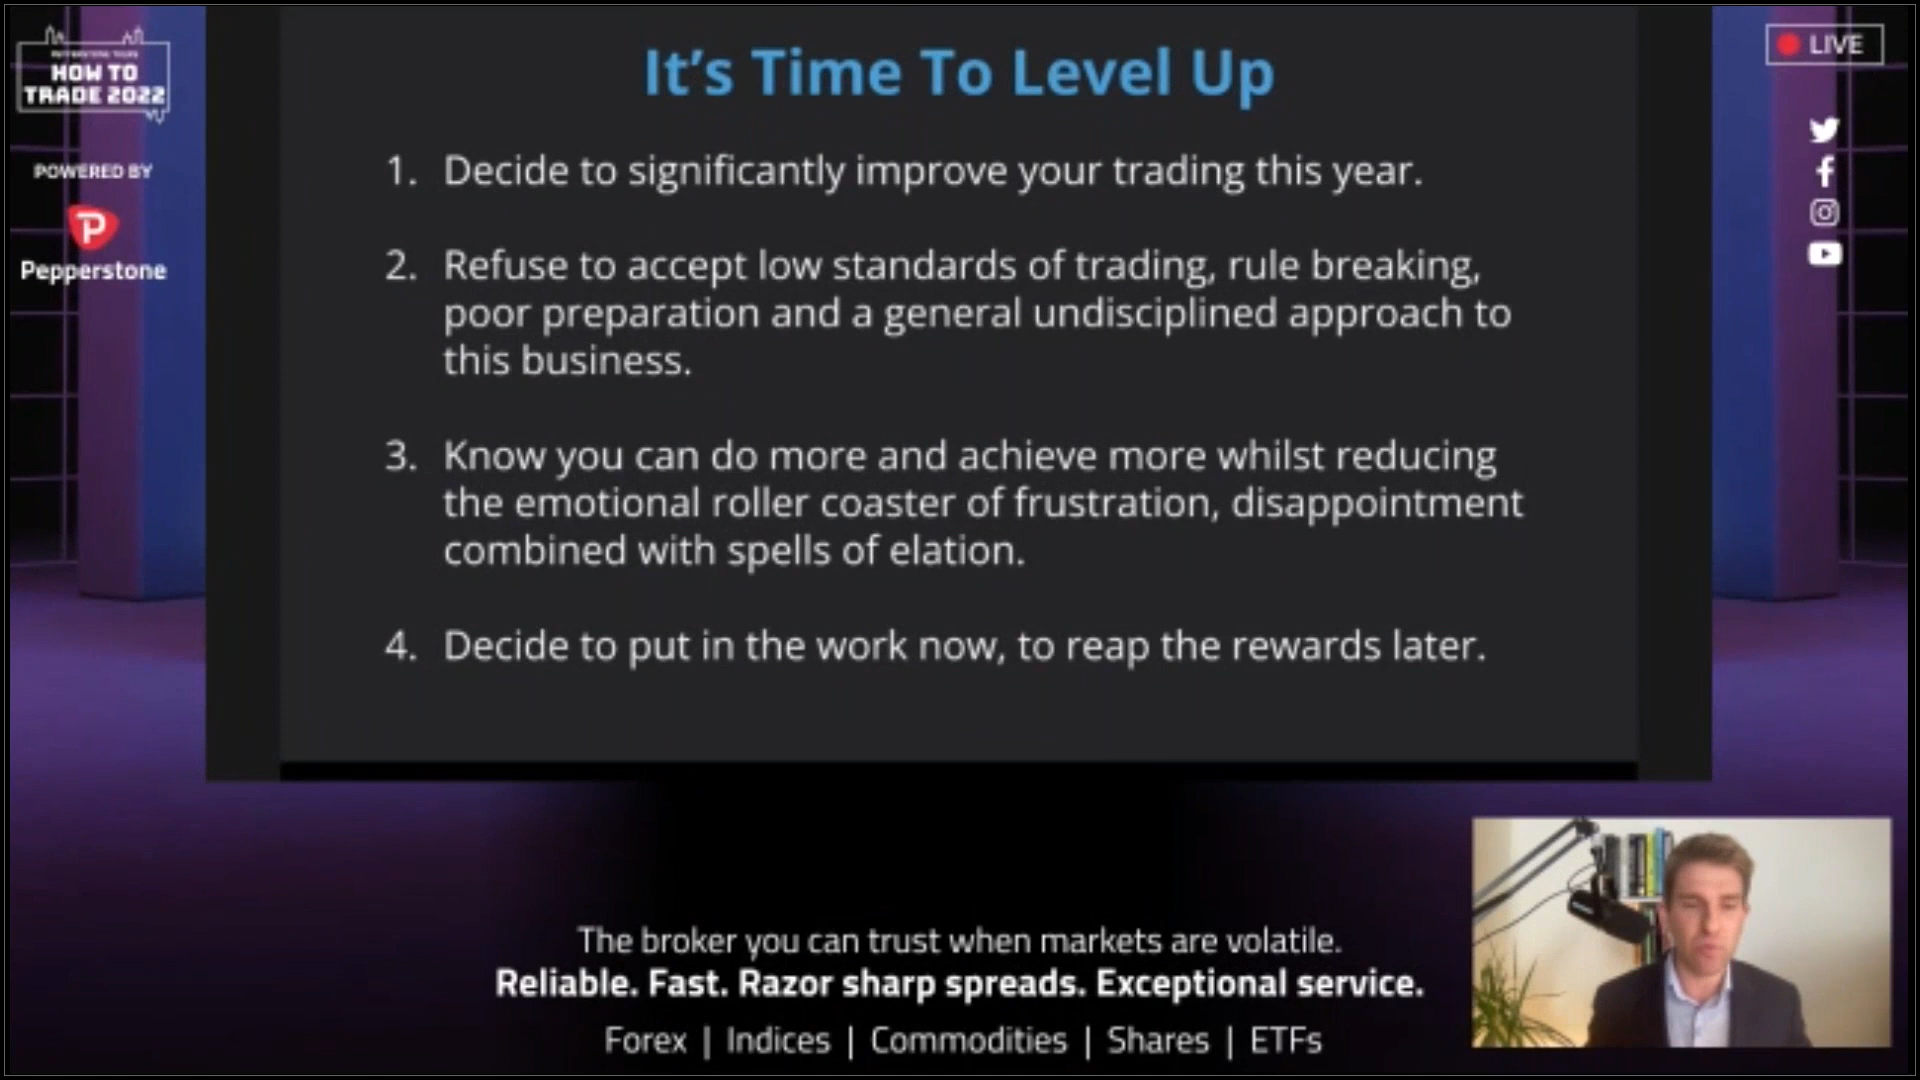 HOW TO
TRADE 2022
POWERED BY
Pepperstone
LIVE
It's Time To Level Up
1. Decide to significantly improve your trading this year.
2. Refuse to accept low standards of trading, rule breaking,
poor preparation and a general undisciplined approach to
this business.
3. Know you can do more and achieve more whilst reducing
the emotional roller coaster of frustration, disappointment
combined with spells of elation.
4. Decide to put in the work now, to reap the rewards later.
The broker you can trust when markets are volatile.
Reliable. Fast. Razor sharp spreads. Exceptional service.
Forex | Indices | Commodities | Shares | ETFs